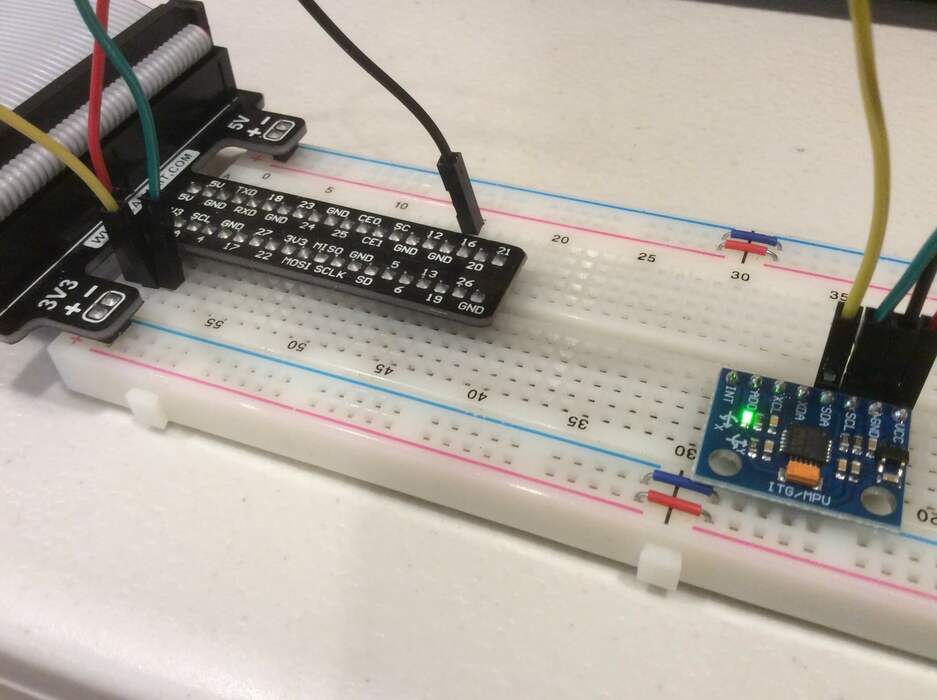 5V
+ -
.COM
5V TXD 18 23 GND CE0 SC 12 16 21
5V GND RXD GND 24 25 CE1 GND GND 20
SCL GND 27 3V3 MISO GND 5 13 26
4 17 22 MOSI SCLK SD 6 19 GND
3V3
+ -
0 5 10 20 25 30 35
55 50 45 40 35 30 20
INT ADO XCL XDA SDA SCL GND VCC
X
Y
ITG/MPU